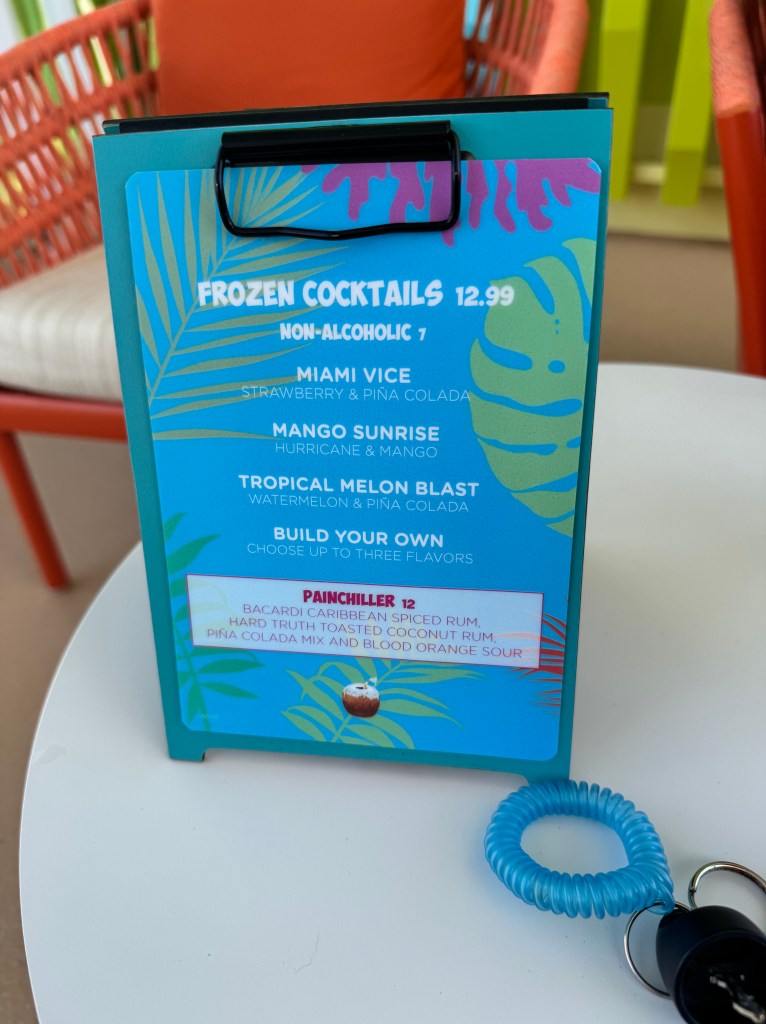 FROZEN COCKTAILS 12.99
NON-ALCOHOLIC 7
MIAMI VICE
STRAWBERRY & PIÑA COLADA
MANGO SUNRISE
HURRICANE & MANGO
TROPICAL MELON BLAST
WATERMELON & PIÑA COLADA
BUILD YOUR OWN
CHOOSE UP TO THREE FLAVORS
PAINCHILLER 12
BACARDI CARIBBEAN SPICED RUM,
HARD TRUTH TOASTED COCONUT RUM,
PIÑA COLADA MIX AND BLOOD ORANGE SOUR